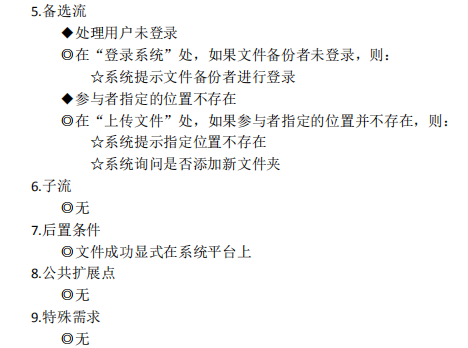 5.备选流
◆处理用户未登录
◎在“登录系统”处，如果文件备份者未登录，则：
☆系统提示文件备份者进行登录
◆参与者指定的位置不存在
◎在“上传文件”处，如果参与者指定的位置并不存在，则：
☆系统提示指定位置不存在
☆系统询问是否添加新文件夹
6.子流
◎无
7.后置条件
◎文件成功显式在系统平台上
8.公共扩展点
◎无
9.特殊需求
◎无